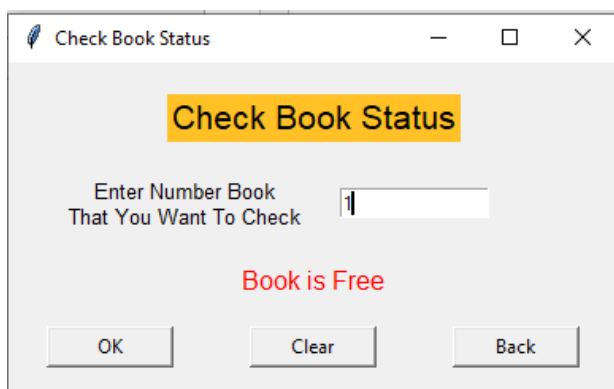 Check Book Status
Check Book Status
Enter Number Book
That You Want To Check
1
Book is Free
OK
Clear
Back